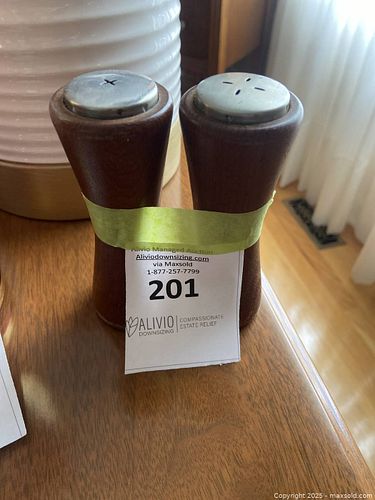 Alivio Managed Auction
Aliviodownsizing.com
via Maxsold
1-877-257-7799
201
ALIVIO
DOWNSIZING
COMPASSIONATE
ESTATE RELIEF
Copyright 2025 - maxsold.com